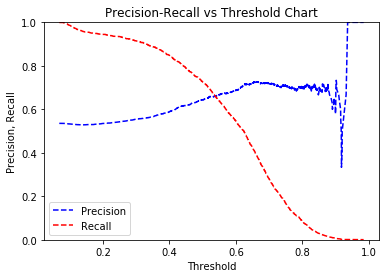 Precision-Recall vs Threshold Chart
Precision, Recall
1.0
0.8
0.6
0.4
0.2
0.0
Precision
Recall
0.2
0.4
0.6
0.8
1.0
Threshold